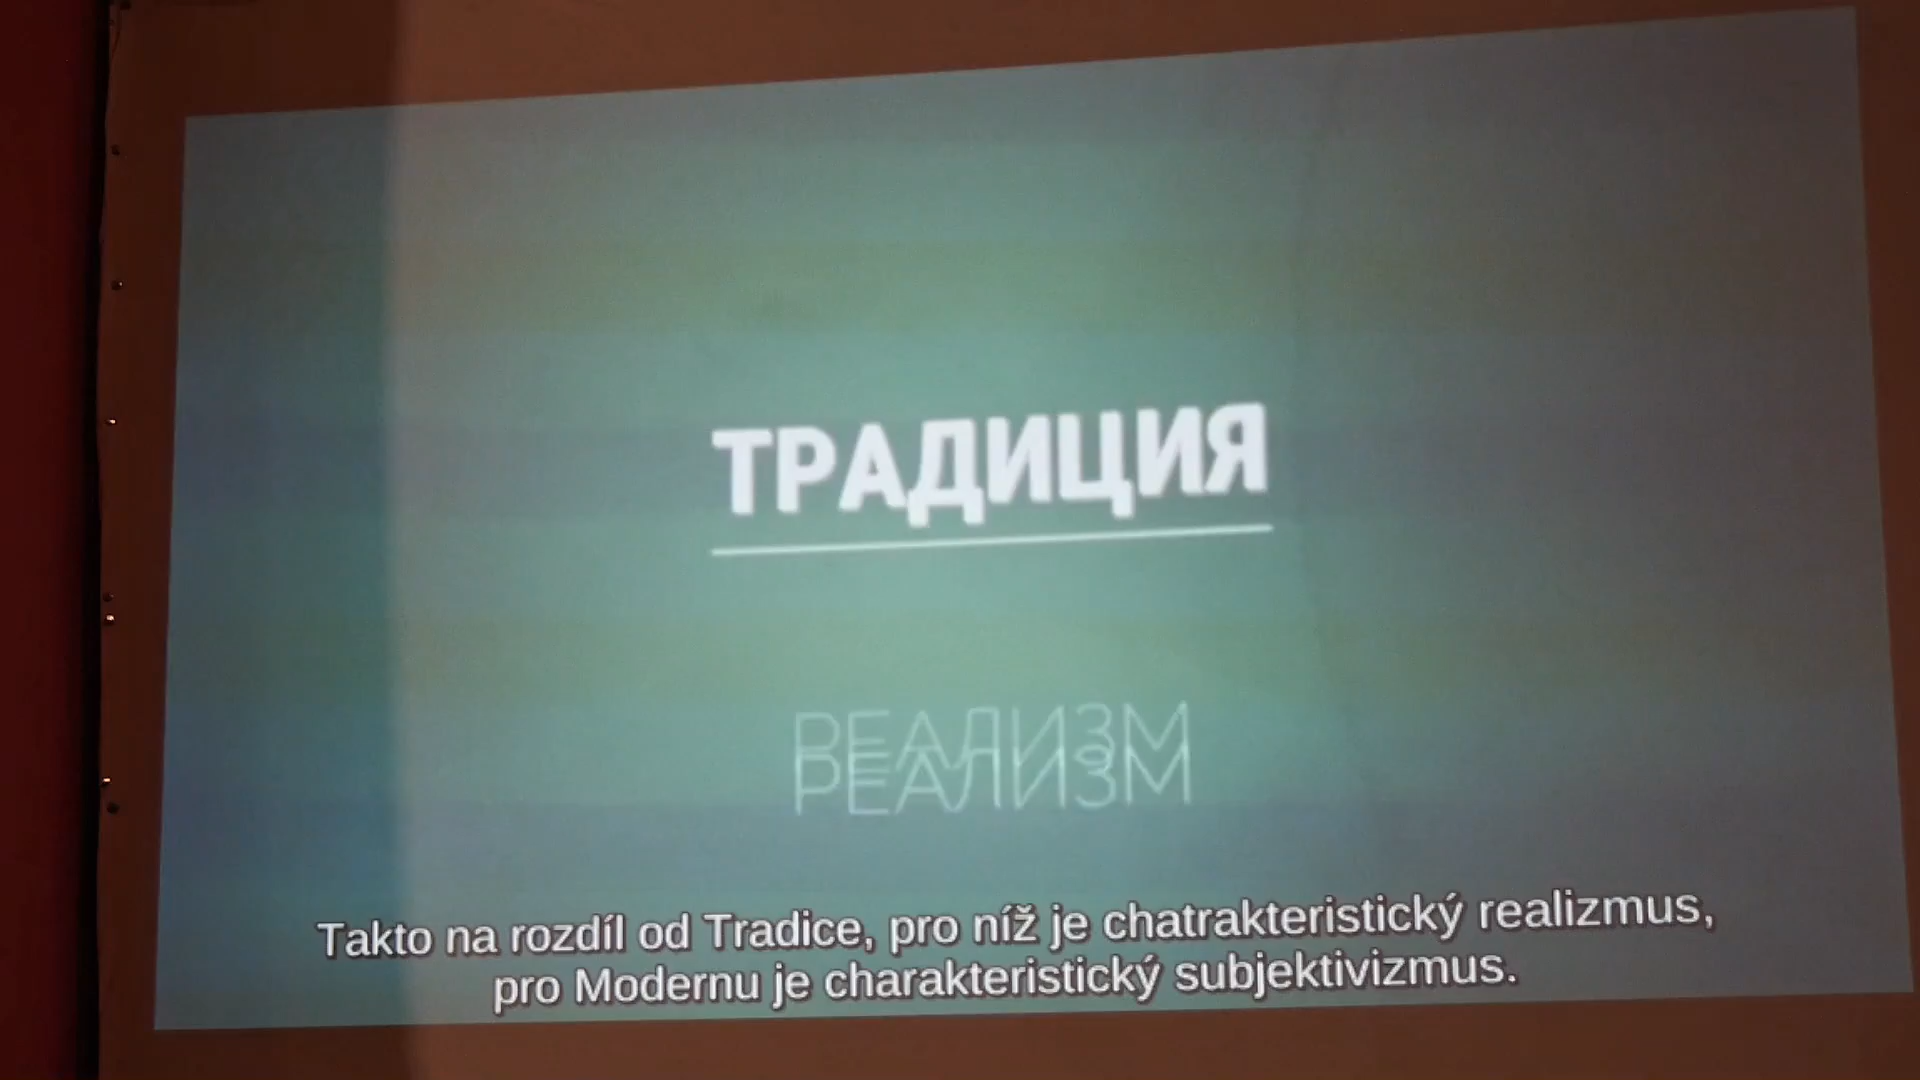 ТРАДИЦИЯ
РЕАЛИЗМ
РЕАЛИЗМ
Takto na rozdíl od Tradice, pro níž je chatrakteristický realizmus,
pro Modernu je charakteristický subjektivizmus.